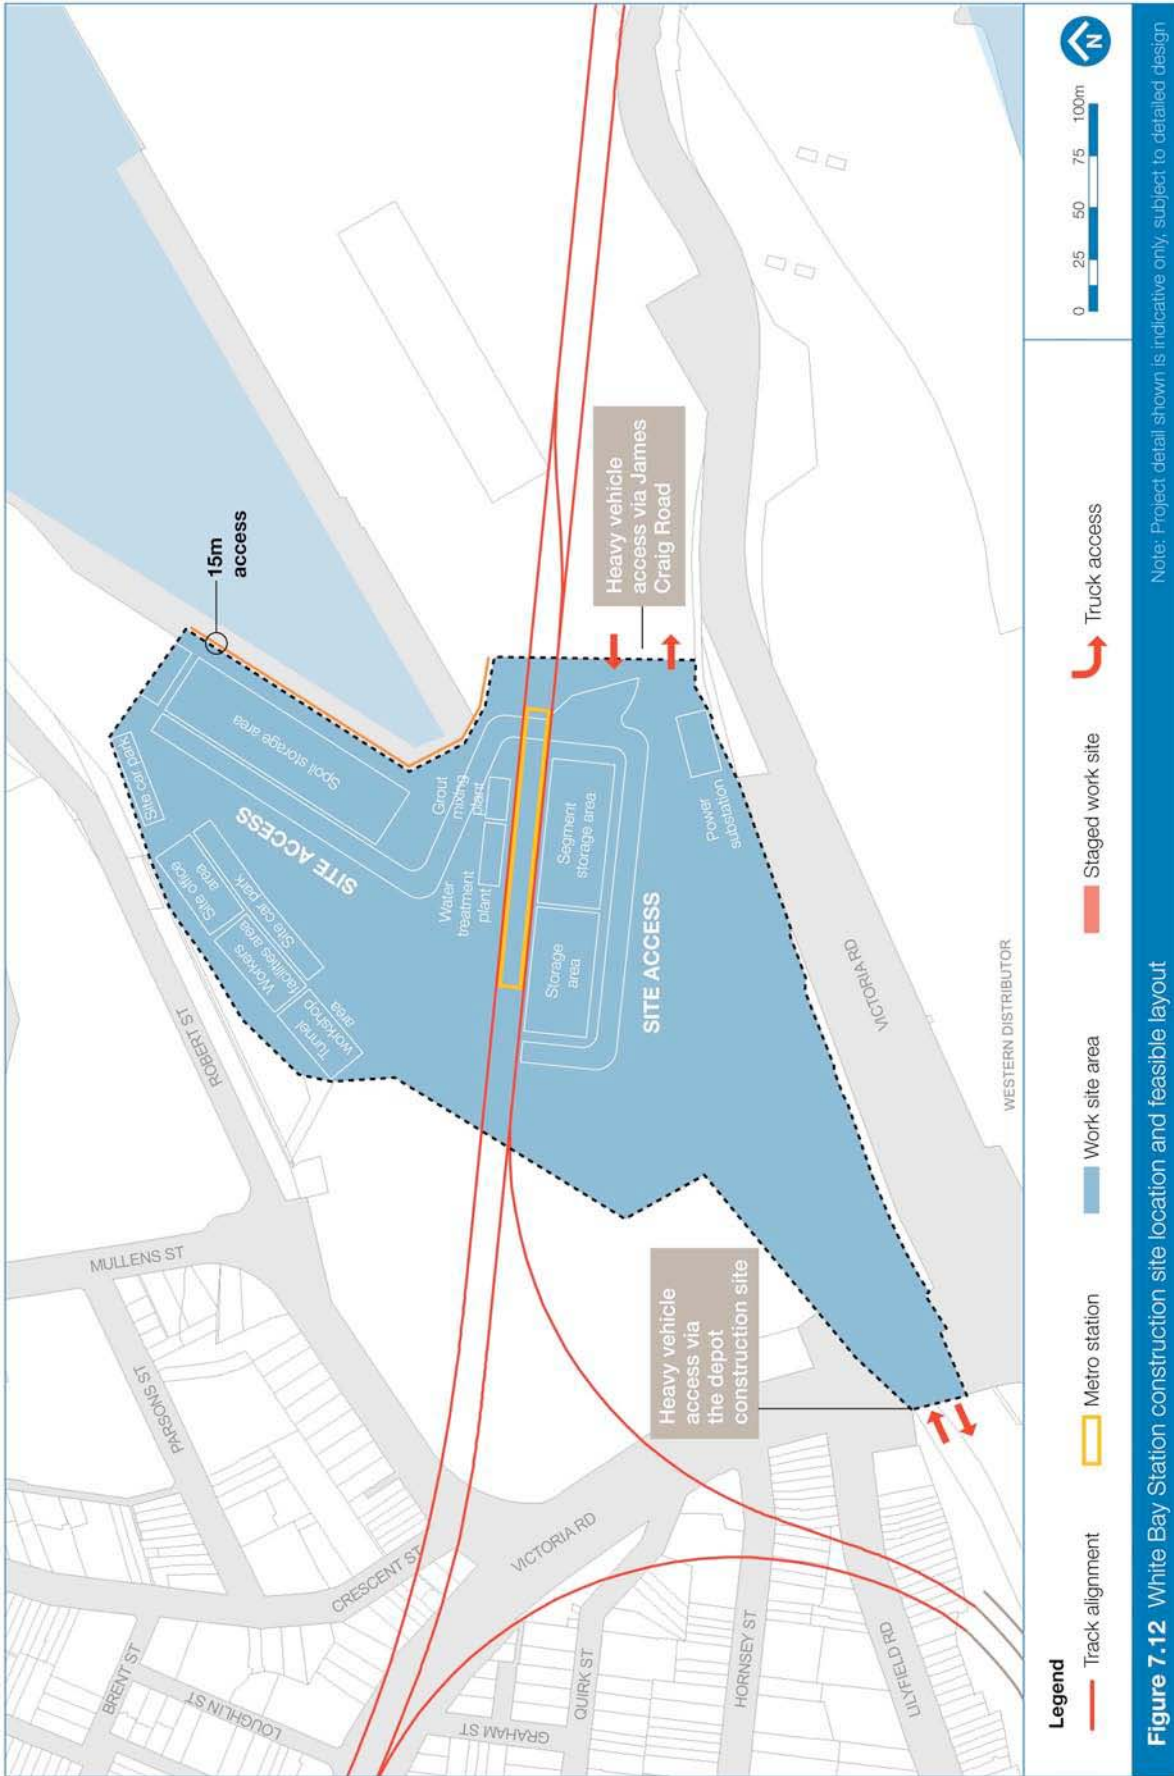 15m
access
Site car park
Spoil storage area
SITE ACCESS
Site office
area
Site car park
Workers
facilities area
Tunnel
workshop
area
Grout
mixing
plant
Water
treatment
plant
Segment
storage area
Storage
area
SITE ACCESS
Power
substation
Heavy vehicle
access via James
Craig Road
Heavy vehicle
access via
the depot
construction site
ROBERT ST
MULLENS ST
PARSONS ST
BRENT ST
LOUGHLIN ST
CRESCENT ST
VICTORIA RD
GRAHAM ST
QUIRK ST
HORNSEY ST
LILYFIELD RD
VICTORIA RD
WESTERN DISTRIBUTOR
Legend
Track alignment
Metro station
Work site area
Staged work site
Truck access
0 25 50 75 100m
N
Figure 7.12 White Bay Station construction site location and feasible layout
Note: Project detail shown is indicative only, subject to detailed design